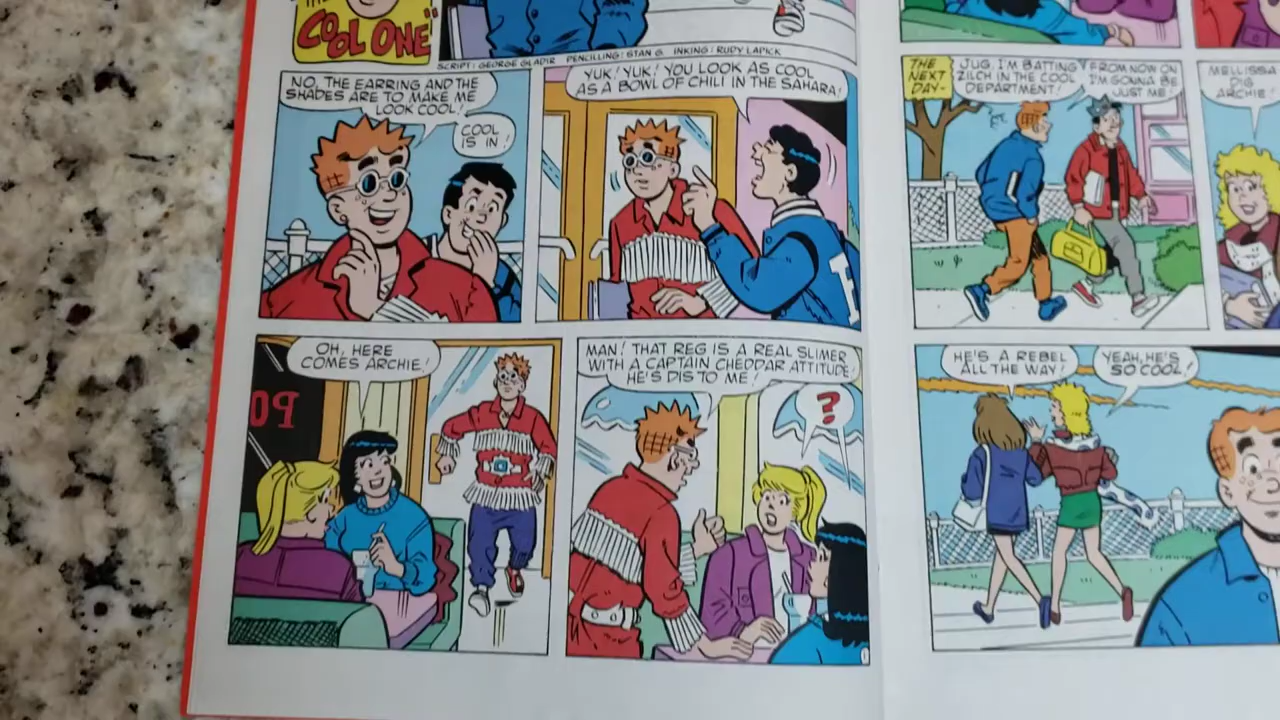 THE
COOL ONE"
SCRIPT: GEORGE GLADIR PENCILLING: STAN G. INKING: RUDY LAPICK
NO, THE EARRING AND THE
SHADES ARE TO MAKE ME
LOOK COOL!
COOL
IS IN!
YUK! YUK! YOU LOOK AS COOL
AS A BOWL OF CHILI IN THE SAHARA!
OH, HERE
COMES ARCHIE!
PO
MAN! THAT REG IS A REAL SLIMER
WITH A CAPTAIN CHEDDAR ATTITUDE!
HE'S DIS TO ME!
?
THE
NEXT
DAY-
JUG, I'M BATTING
ZILCH IN THE COOL
DEPARTMENT!
FROM NOW ON
I'M GONNA BE
JUST ME!
MELLISSA
DIG
ARCHIE!
HE'S A REBEL
ALL THE WAY!
YEAH, HE'S
SO COOL!